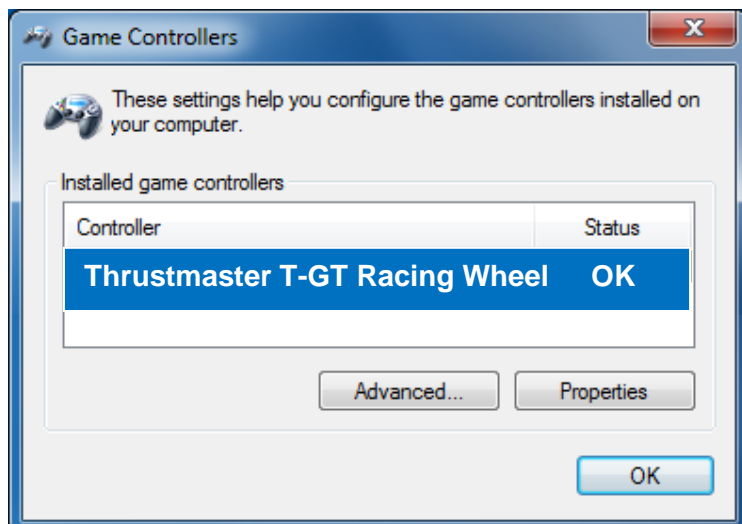 Game Controllers
These settings help you configure the game controllers installed on
your computer.
Installed game controllers
Controller Status
Thrustmaster T-GT Racing Wheel OK
Advanced... Properties
OK